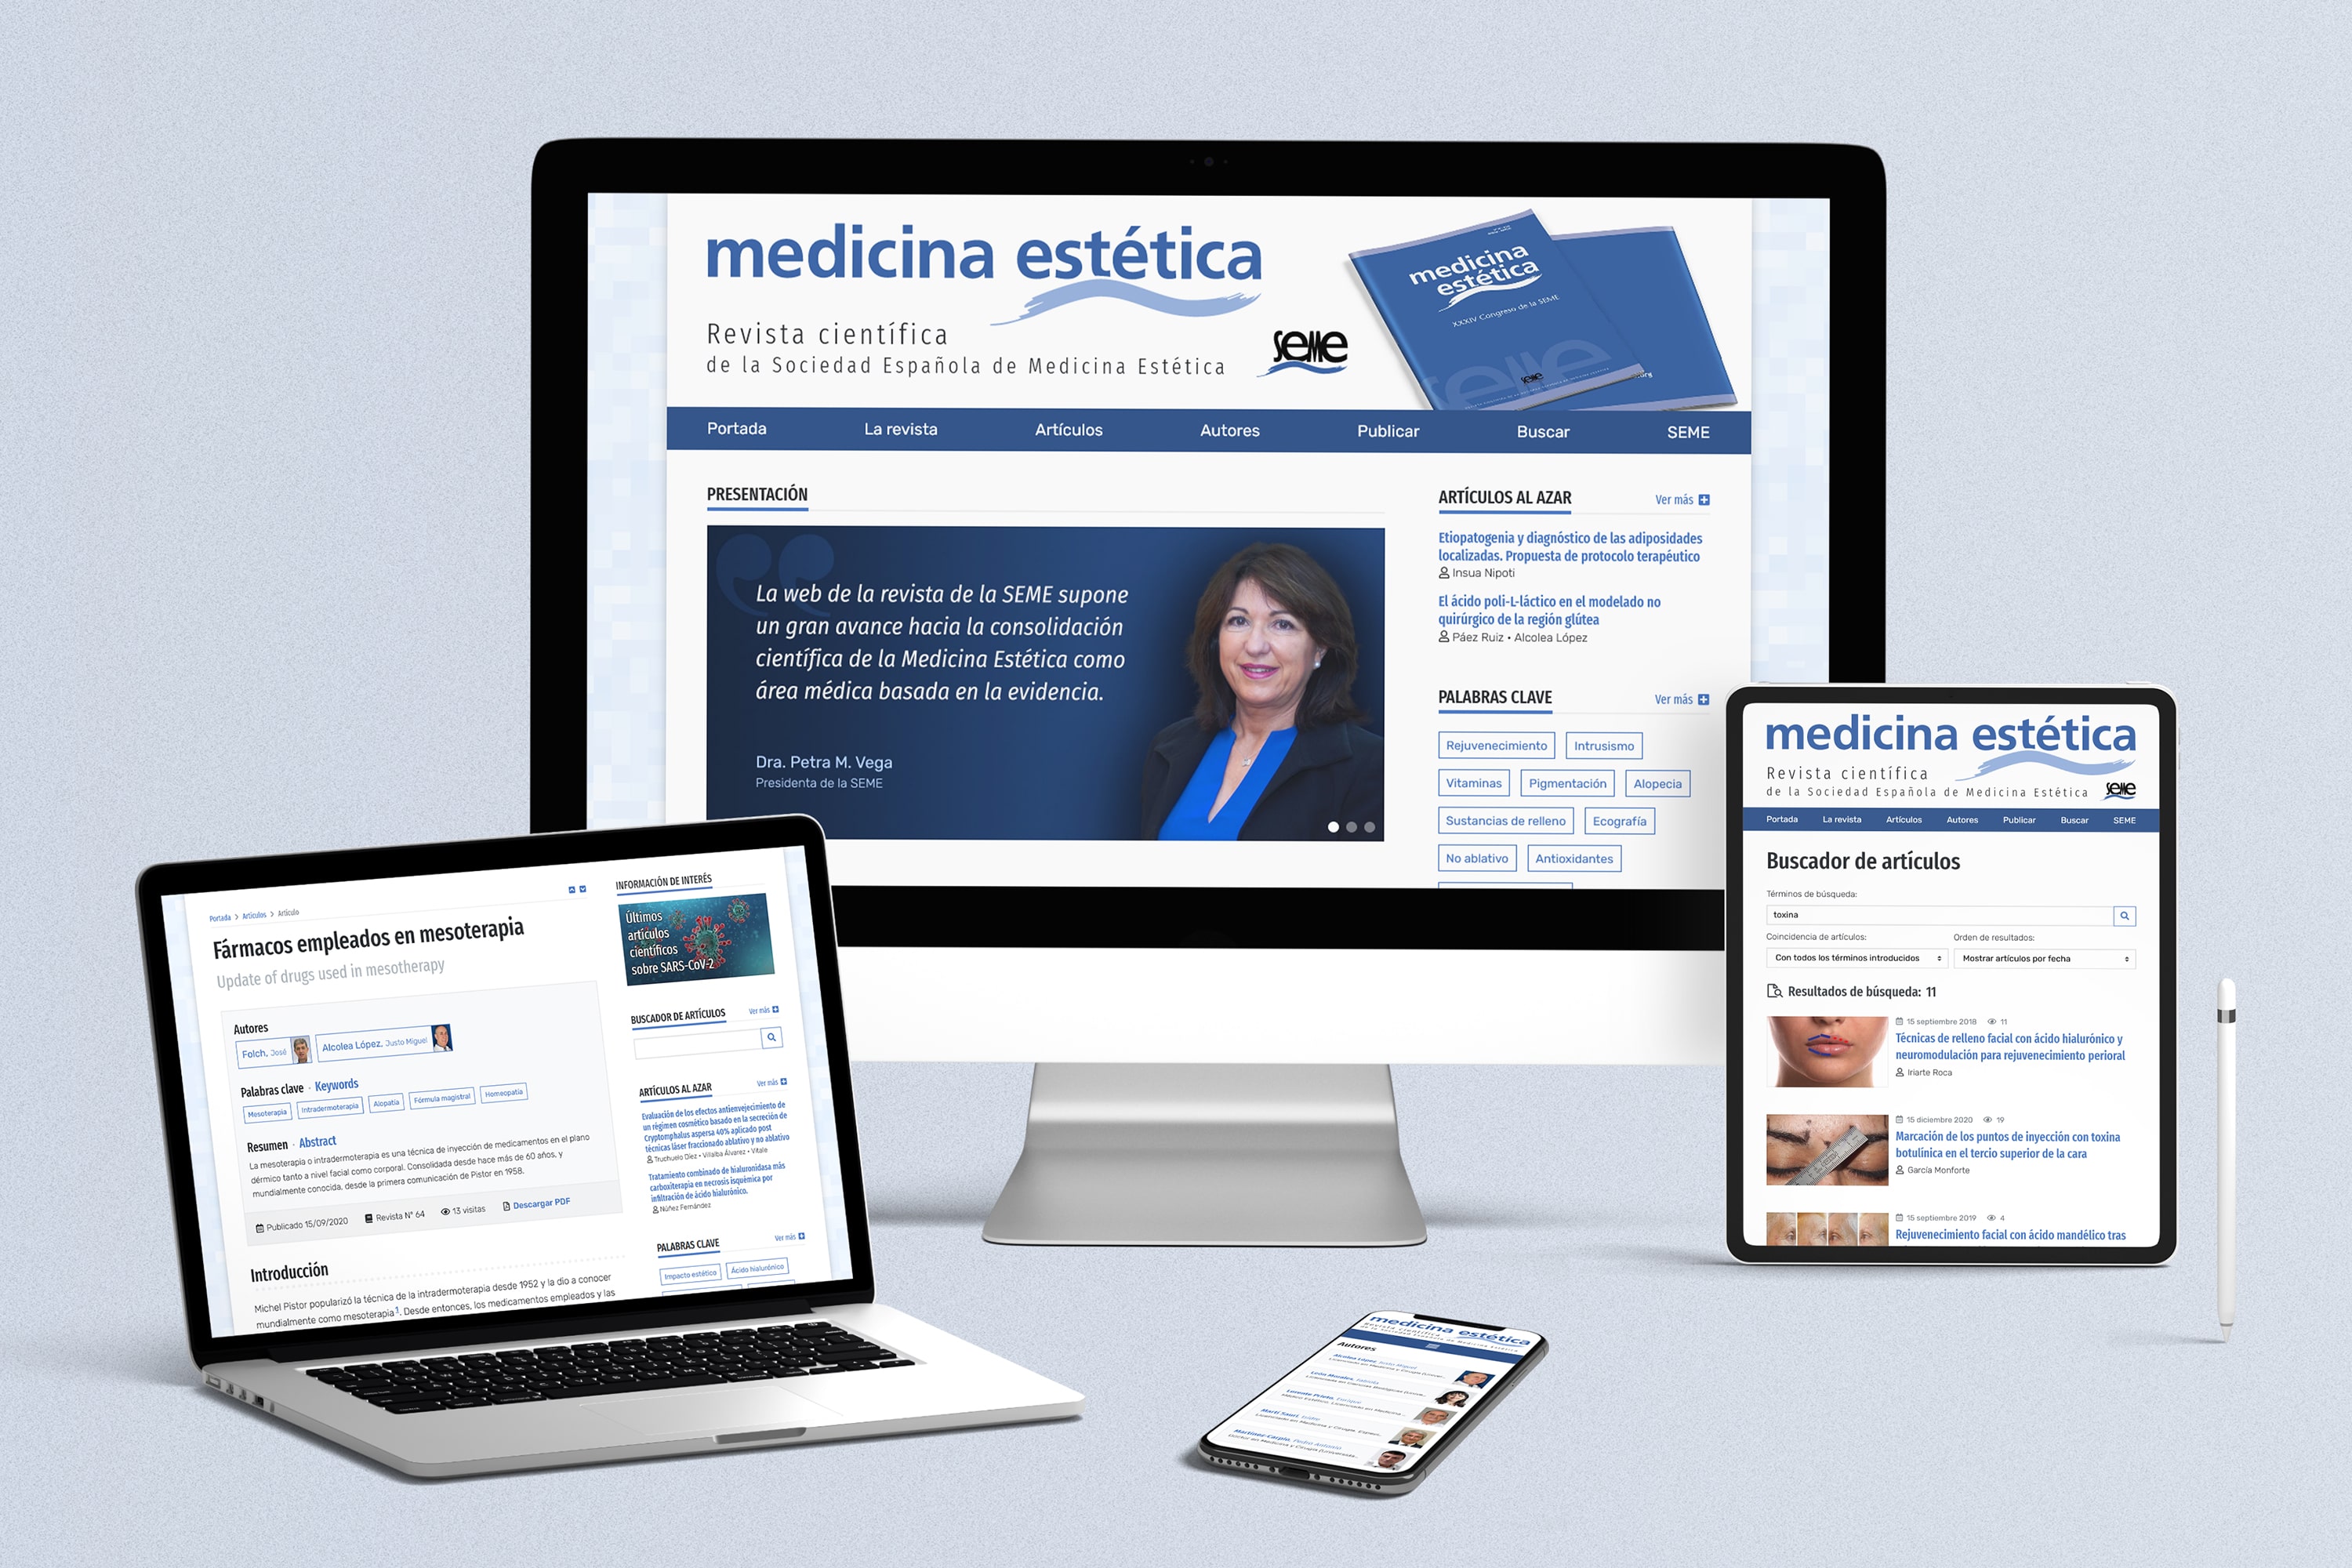 medicina estética
Revista científica
de la Sociedad Española de Medicina Estética
seme
medicina
estética
XXXIV Congreso de la SEME
Portada
La revista
Artículos
Autores
Publicar
Buscar
SEME
PRESENTACIÓN
La web de la revista de la SEME supone
un gran avance hacia la consolidación
científica de la Medicina Estética como
área médica basada en la evidencia.
Dra. Petra M. Vega
Presidenta de la SEME
ARTÍCULOS AL AZAR
Ver más
Etiopatogenia y diagnóstico de las adiposidades
localizadas. Propuesta de protocolo terapéutico
Insua Nipoti
El ácido poli-L-láctico en el modelado no
quirúrgico de la región glútea
Páez Ruiz • Alcolea López
PALABRAS CLAVE
Ver más
Rejuvenecimiento
Intrusismo
Vitaminas
Pigmentación
Alopecia
Sustancias de relleno
Ecografía
No ablativo
Antioxidantes
Portada > Artículos > Artículo
Fármacos empleados en mesoterapia
Update of drugs used in mesotherapy
Autores
Folch, José
Alcolea López, Justo Miguel
Palabras clave · Keywords
Mesoterapia
Intradermoterapia
Alopatía
Fórmula magistral
Homeopatía
Resumen · Abstract
La mesoterapia o intradermoterapia es una técnica de inyección de medicamentos en el plano
dérmico tanto a nivel facial como corporal. Consolidada desde hace más de 60 años, y
mundialmente conocida, desde la primera comunicación de Pistor en 1958.
Publicado 15/09/2020
Revista Nº 64
13 visitas
Descargar PDF
Introducción
Michel Pistor popularizó la técnica de la intradermoterapia desde 1952 y la dio a conocer
mundialmente como mesoterapia1. Desde entonces, los medicamentos empleados y las
INFORMACIÓN DE INTERÉS
Últimos
artículos
científicos
sobre SARS-CoV-2
BUSCADOR DE ARTÍCULOS
Ver más
ARTÍCULOS AL AZAR
Ver más
Evaluación de los efectos antienvejecimiento de
un régimen cosmético basado en la secreción de
Cryptomphalus aspersa 40% aplicado post
técnicas láser fraccionado ablativo y no ablativo
Truchuelo Díez • Villalba Álvarez • Vitale
Tratamiento combinado de hialuronidasa más
carboxiterapia en necrosis isquémica por
infiltración de ácido hialurónico.
Núñez Fernández
PALABRAS CLAVE
Ver más
Impacto estético
Ácido hialurónico
medicina estética
Revista científica
de la Sociedad Española de Medicina Estética
seme
Portada
La revista
Artículos
Autores
Publicar
Buscar
SEME
Buscador de artículos
Términos de búsqueda:
toxina
Coincidencia de artículos:
Orden de resultados:
Con todos los términos introducidos
Mostrar artículos por fecha
Resultados de búsqueda: 11
15 septiembre 2018
11
Técnicas de relleno facial con ácido hialurónico y
neuromodulación para rejuvenecimiento perioral
Iriarte Roca
15 diciembre 2020
19
Marcación de los puntos de inyección con toxina
botulínica en el tercio superior de la cara
García Monforte
15 septiembre 2019
4
Rejuvenecimiento facial con ácido mandélico tras
medicina estética
Revista científica
de la Sociedad Española de Medicina Estética
Autores
Alcolea López, Justo Miguel